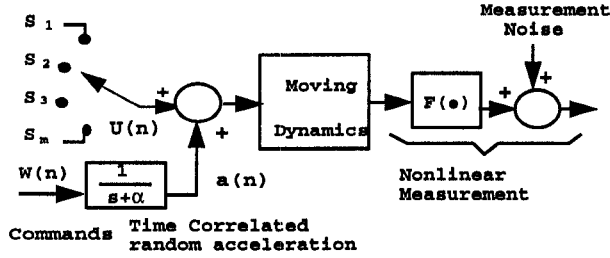 S 1
S 2
S 3
S m
U(n)
+
+
Moving
Dynamics
F(●)
+
+
Measurement
Noise
W(n)
1
s+α
a(n)
Nonlinear
Measurement
Commands
Time Correlated
random acceleration